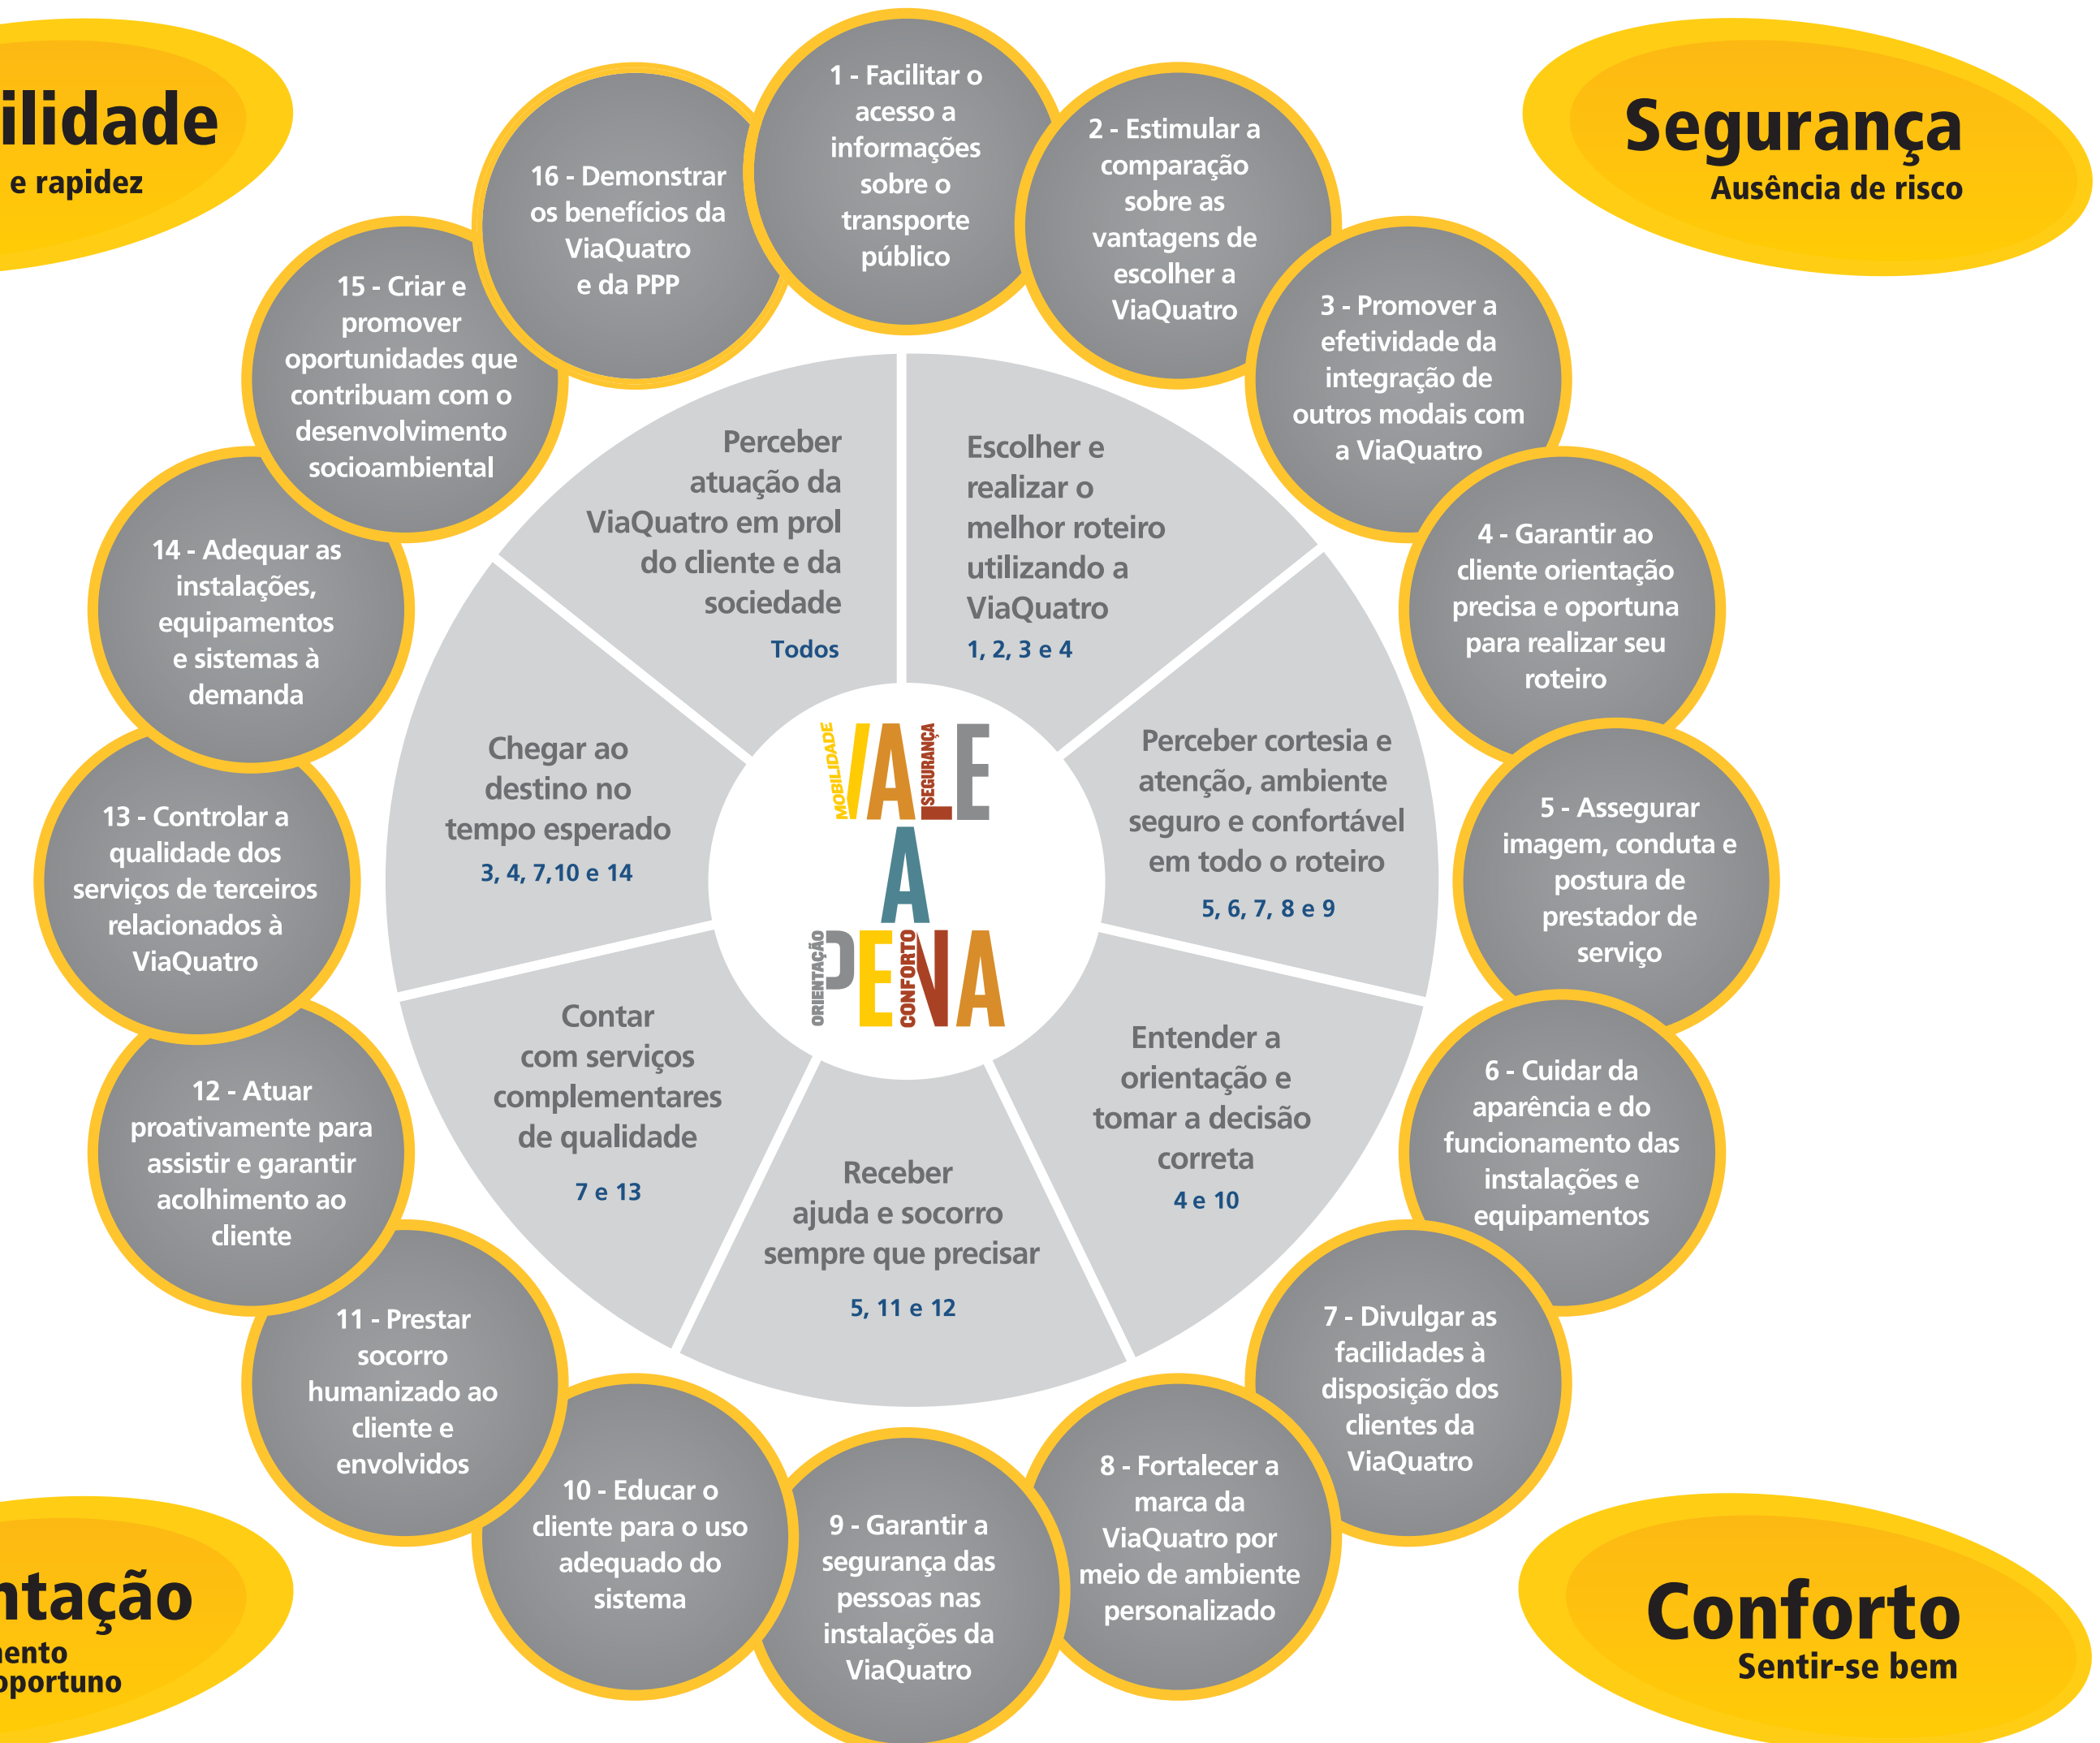 ilidade
e rapidez
Segurança
Ausência de risco
1 - Facilitar o
acesso a
informações
sobre o
transporte
público
2 - Estimular a
comparação
sobre as
vantagens de
escolher a
ViaQuatro
3 - Promover a
efetividade da
integração de
outros modais com
a ViaQuatro
4 - Garantir ao
cliente orientação
precisa e oportuna
para realizar seu
roteiro
5 - Assegurar
imagem, conduta e
postura de
prestador de
serviço
6 - Cuidar da
aparência e do
funcionamento das
instalações e
equipamentos
7 - Divulgar as
facilidades à
disposição dos
clientes da
ViaQuatro
8 - Fortalecer a
marca da
ViaQuatro por
meio de ambiente
personalizado
9 - Garantir a
segurança das
pessoas nas
instalações da
ViaQuatro
10 - Educar o
cliente para o uso
adequado do
sistema
11 - Prestar
socorro
humanizado ao
cliente e
envolvidos
12 - Atuar
proativamente para
assistir e garantir
acolhimento ao
cliente
13 - Controlar a
qualidade dos
serviços de terceiros
relacionados à
ViaQuatro
14 - Adequar as
instalações,
equipamentos
e sistemas à
demanda
15 - Criar e
promover
oportunidades que
contribuam com o
desenvolvimento
socioambiental
16 - Demonstrar
os benefícios da
ViaQuatro
e da PPP
Escolher e
realizar o
melhor roteiro
utilizando a
ViaQuatro
1, 2, 3 e 4
Perceber cortesia e
atenção, ambiente
seguro e confortável
em todo o roteiro
5, 6, 7, 8 e 9
Entender a
orientação e
tomar a decisão
correta
4 e 10
Receber
ajuda e socorro
sempre que precisar
5, 11 e 12
Contar
com serviços
complementares
de qualidade
7 e 13
Chegar ao
destino no
tempo esperado
3, 4, 7,10 e 14
Perceber
atuação da
ViaQuatro em prol
do cliente e da
sociedade
Todos
VALE
MOBILIDADE
SEGURANÇA
A
PENA
ORIENTAÇÃO
CONFORTO
ntação
ento
oportuno
Conforto
Sentir-se bem